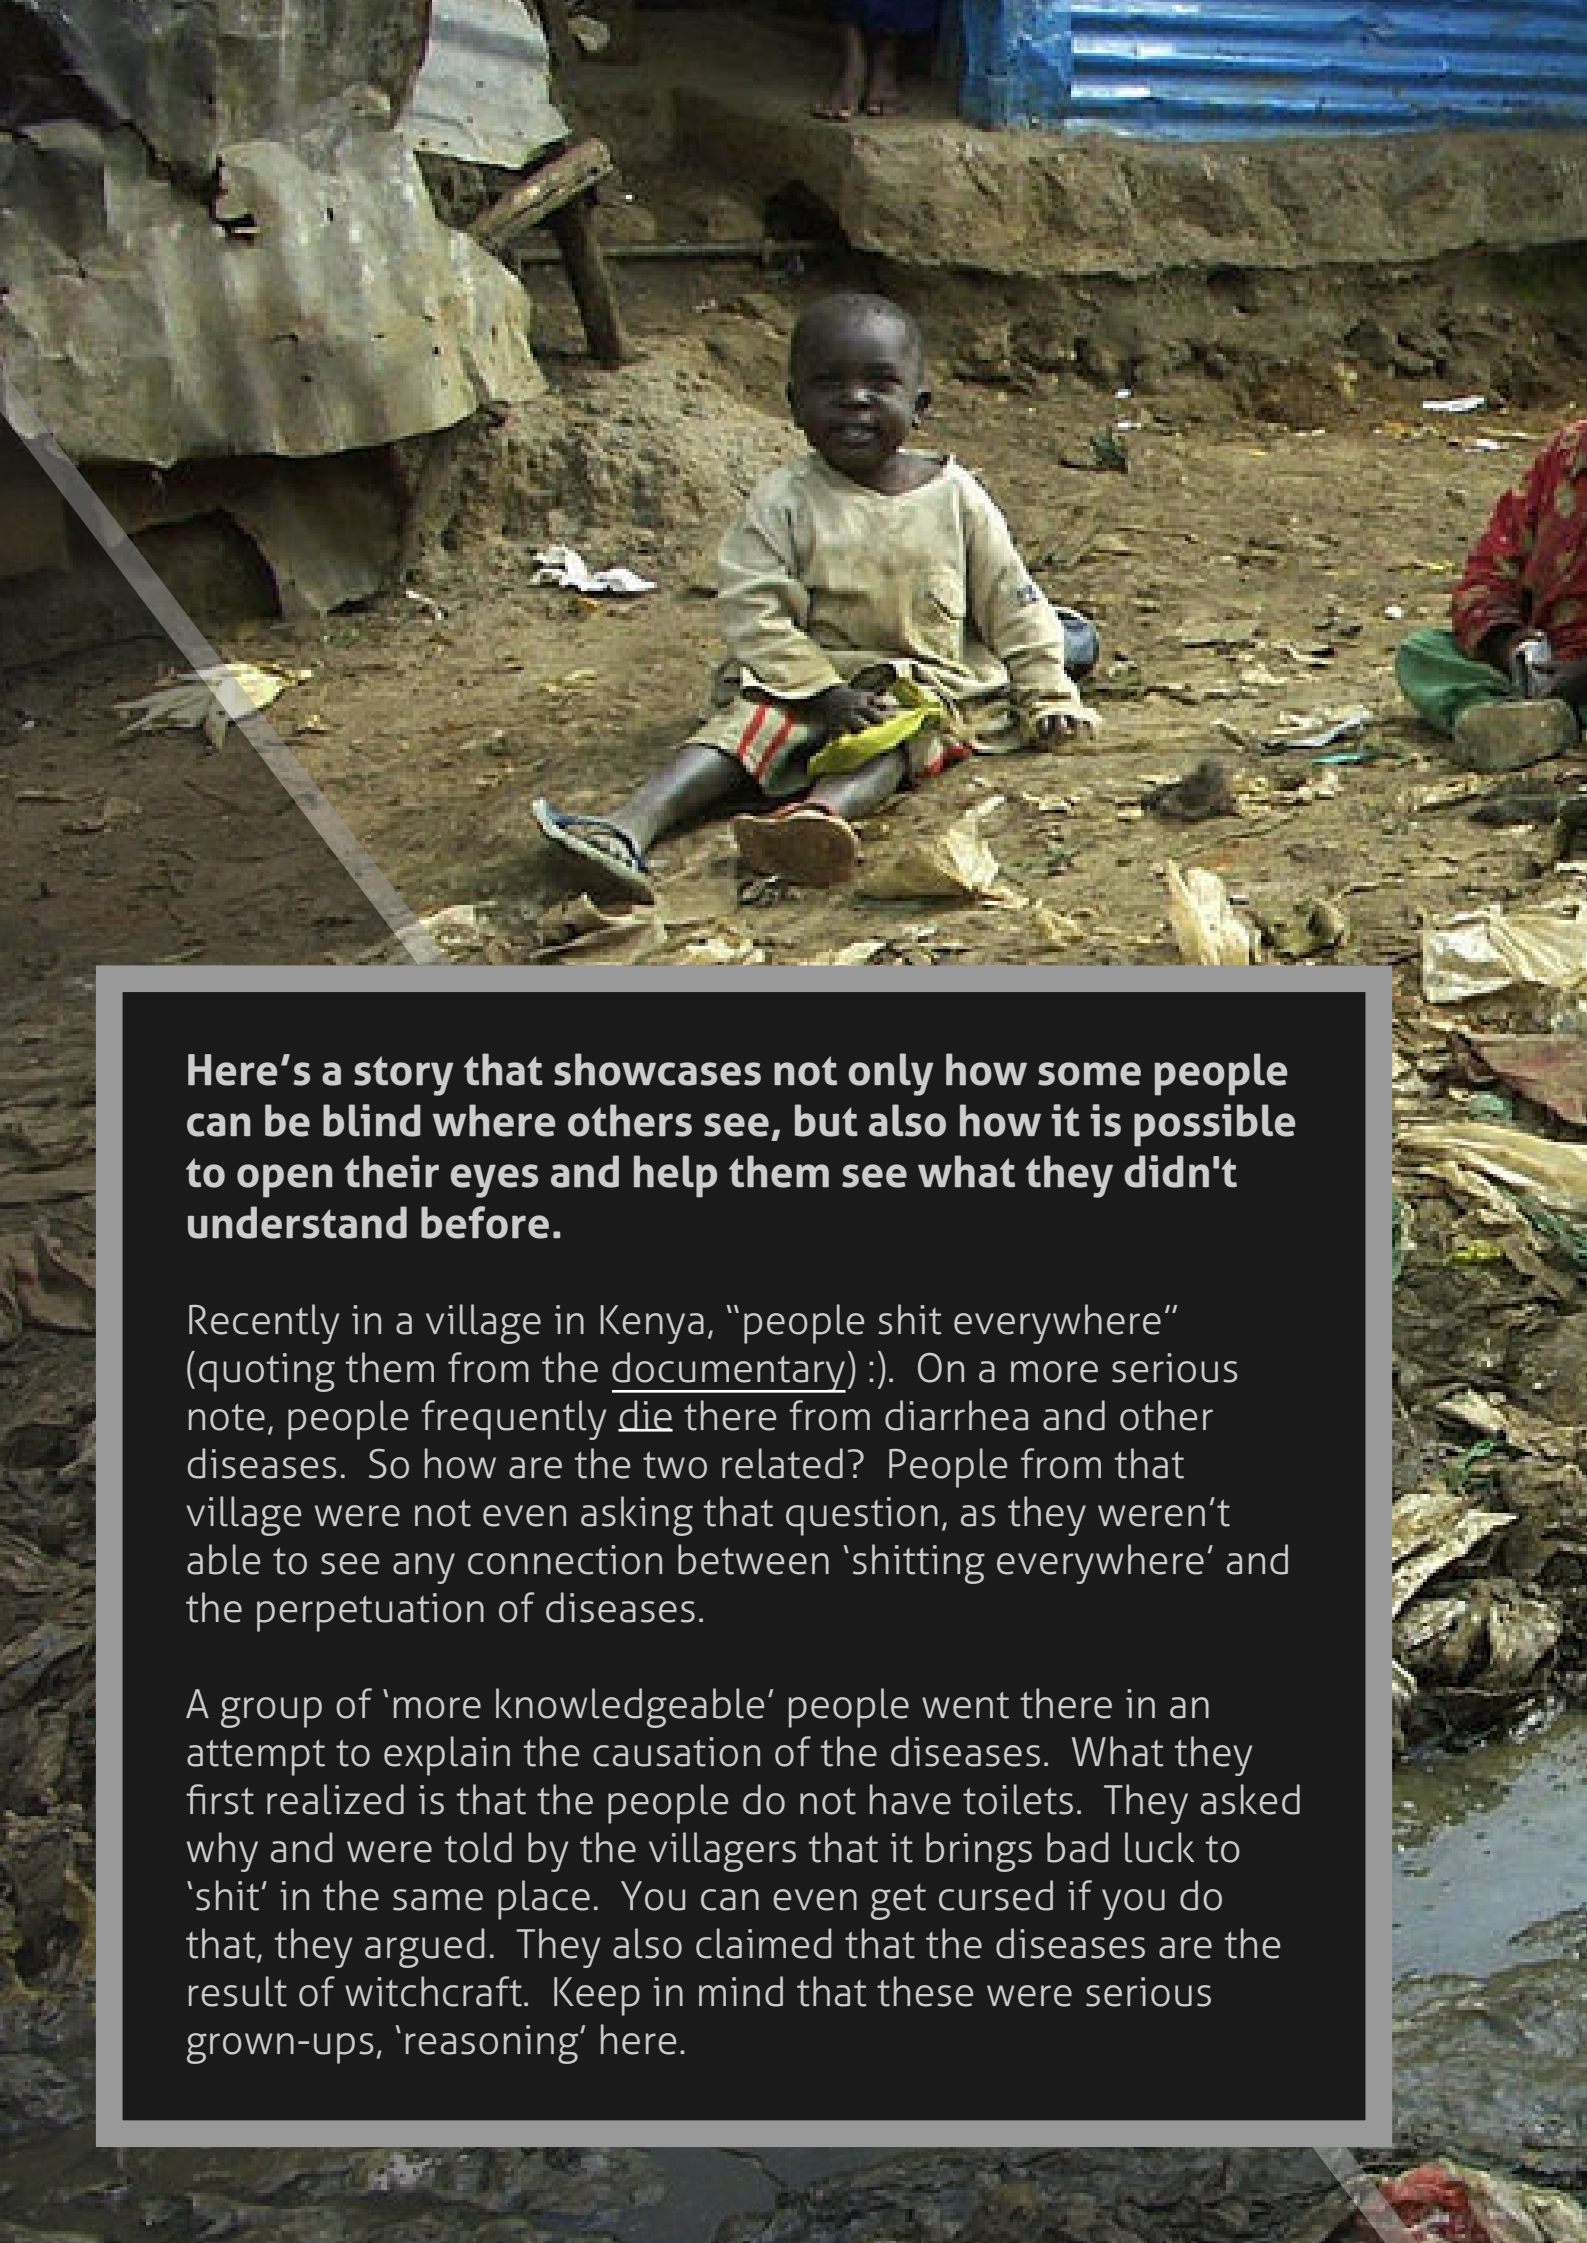 Here’s a story that showcases not only how some people
can be blind where others see, but also how it is possible
to open their eyes and help them see what they didn't
understand before.
Recently in a village in Kenya, “people shit everywhere”
(quoting them from the documentary) :).  On a more serious
note, people frequently die there from diarrhea and other
diseases.  So how are the two related?  People from that
village were not even asking that question, as they weren’t
able to see any connection between ‘shitting everywhere’ and
the perpetuation of diseases.
A group of ‘more knowledgeable’ people went there in an
attempt to explain the causation of the diseases.  What they
first realized is that the people do not have toilets.  They asked
why and were told by the villagers that it brings bad luck to
‘shit’ in the same place.  You can even get cursed if you do
that, they argued.  They also claimed that the diseases are the
result of witchcraft.  Keep in mind that these were serious
grown-ups, ‘reasoning’ here.